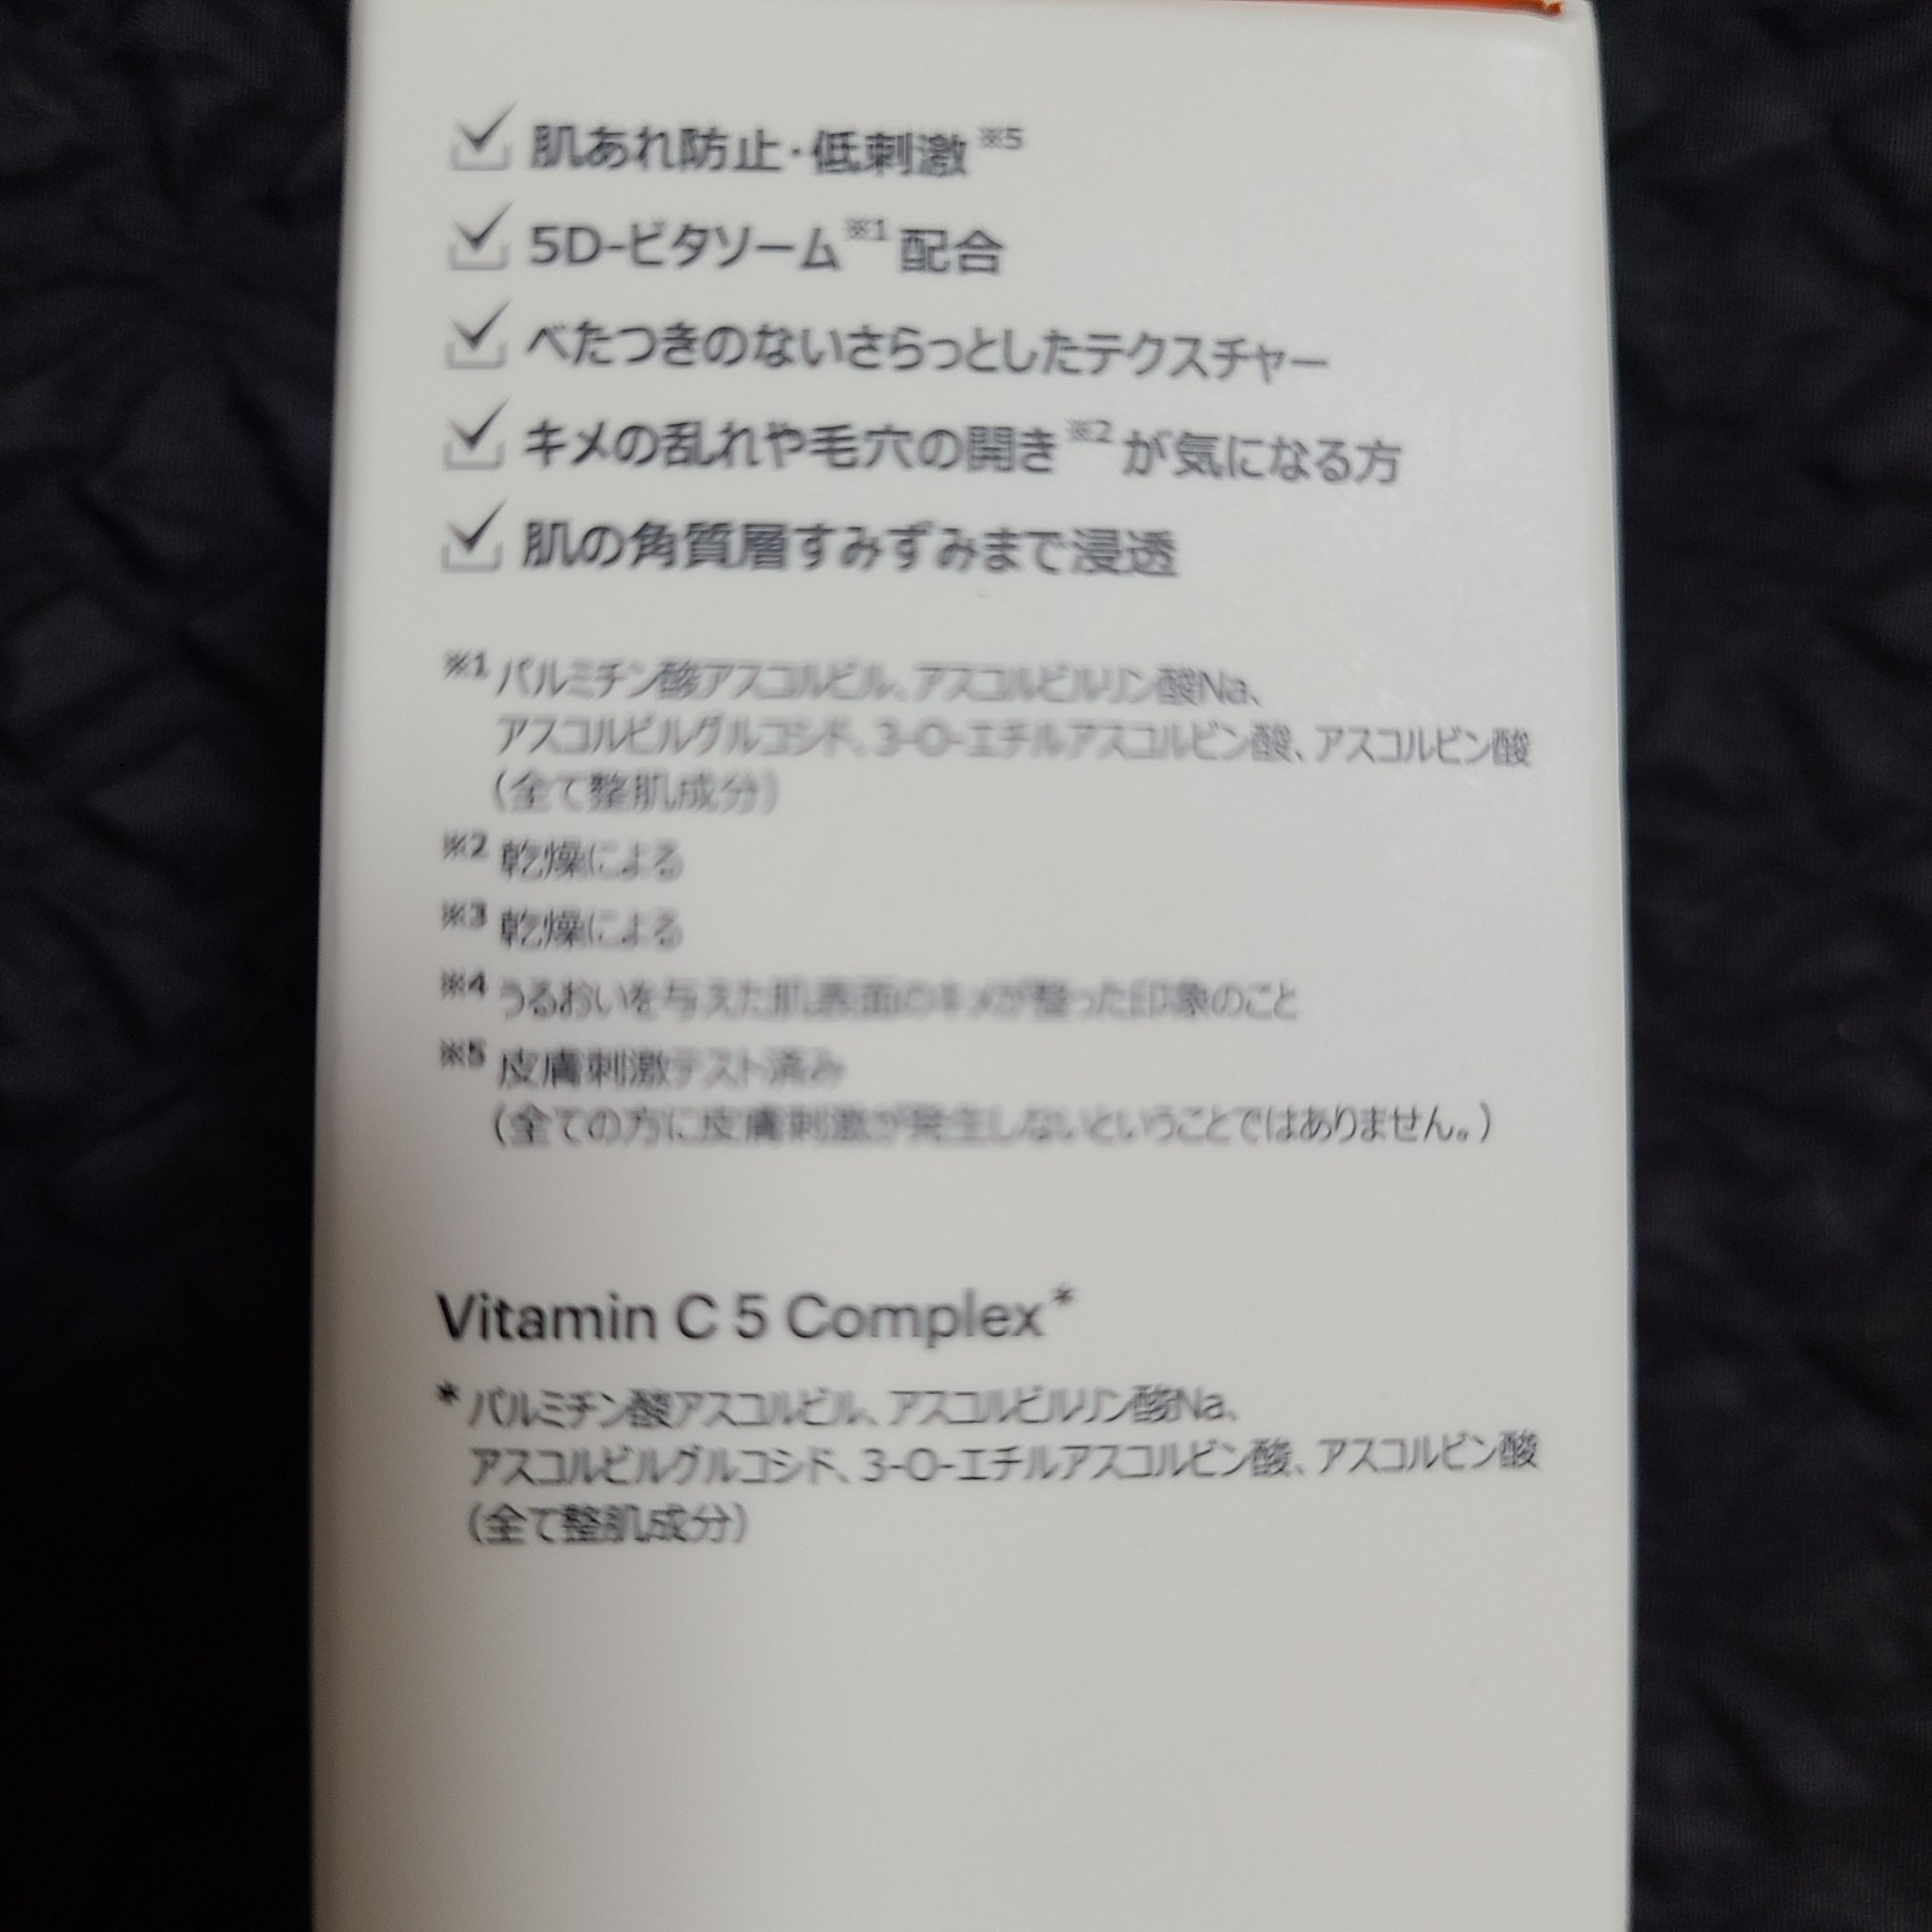 肌あれ防止・低刺激※5
5D-ビタソーム※1配合
べたつきのないさらっとしたテクスチャー
キメの乱れや毛穴の開き※2が気になる方
肌の角質層すみずみまで浸透
※1 パルミチン酸アスコルビル、アスコルビルリン酸Na、
アスコルビルグルコシド、3-O-エチルアスコルビン酸、アスコルビン酸
(全て整肌成分)
※2 乾燥による
※3 乾燥による
※4 うるおいを与えた肌表面のキメが整った印象のこと
※5 皮膚刺激テスト済み
(全ての方に皮膚刺激が発生しないということではありません。)
Vitamin C 5 Complex*
* パルミチン酸アスコルビル、アスコルビルリン酸Na、
アスコルビルグルコシド、3-O-エチルアスコルビン酸、アスコルビン酸
(全て整肌成分)